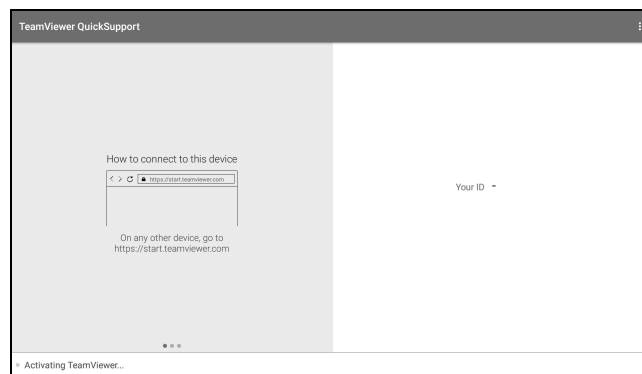 TeamViewer QuickSupport
How to connect to this device
https://start.teamviewer.com
On any other device, go to
https://start.teamviewer.com
Your ID -
Activating TeamViewer...